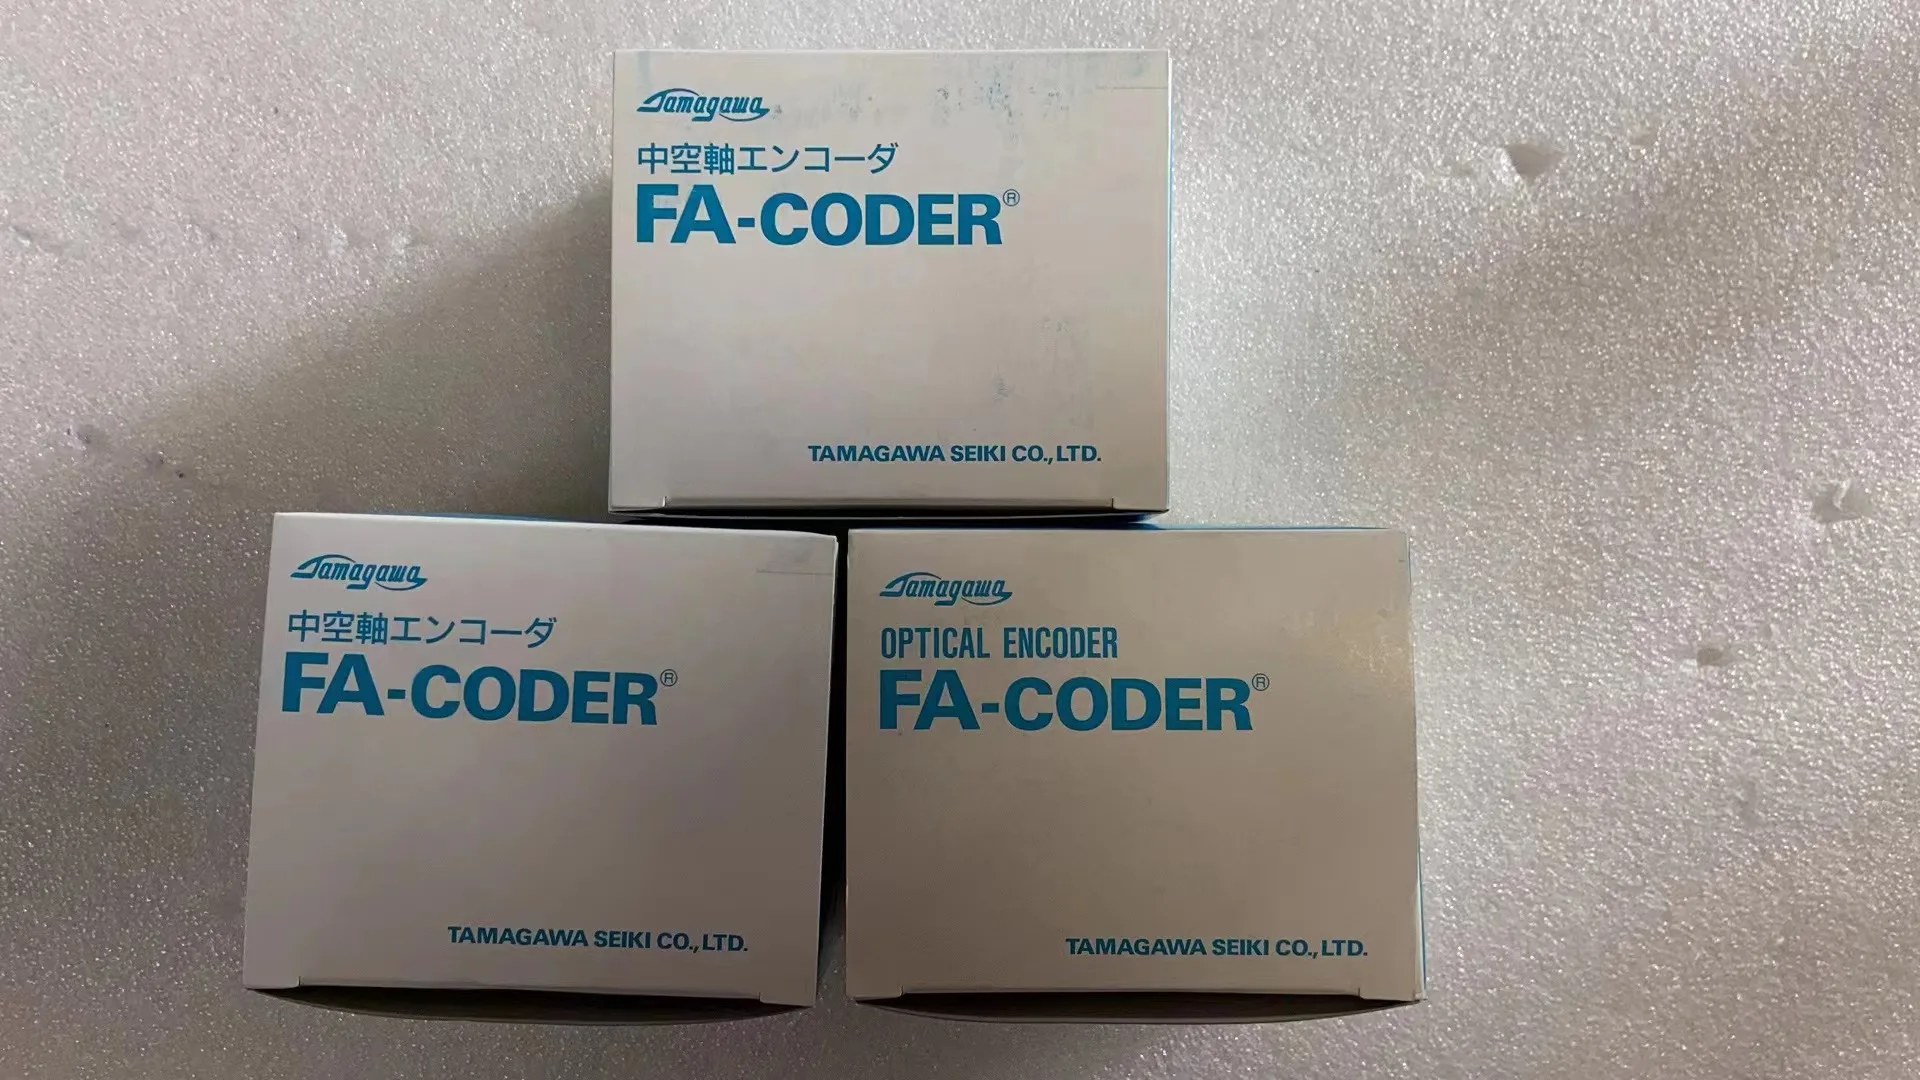 Tamagawa
中空軸エンコーダ
FA-CODER®
TAMAGAWA SEIKI CO.,LTD.
Tamagawa
中空軸エンコーダ
FA-CODER®
TAMAGAWA SEIKI CO.,LTD.
Tamagawa
OPTICAL ENCODER
FA-CODER®
TAMAGAWA SEIKI CO.,LTD.